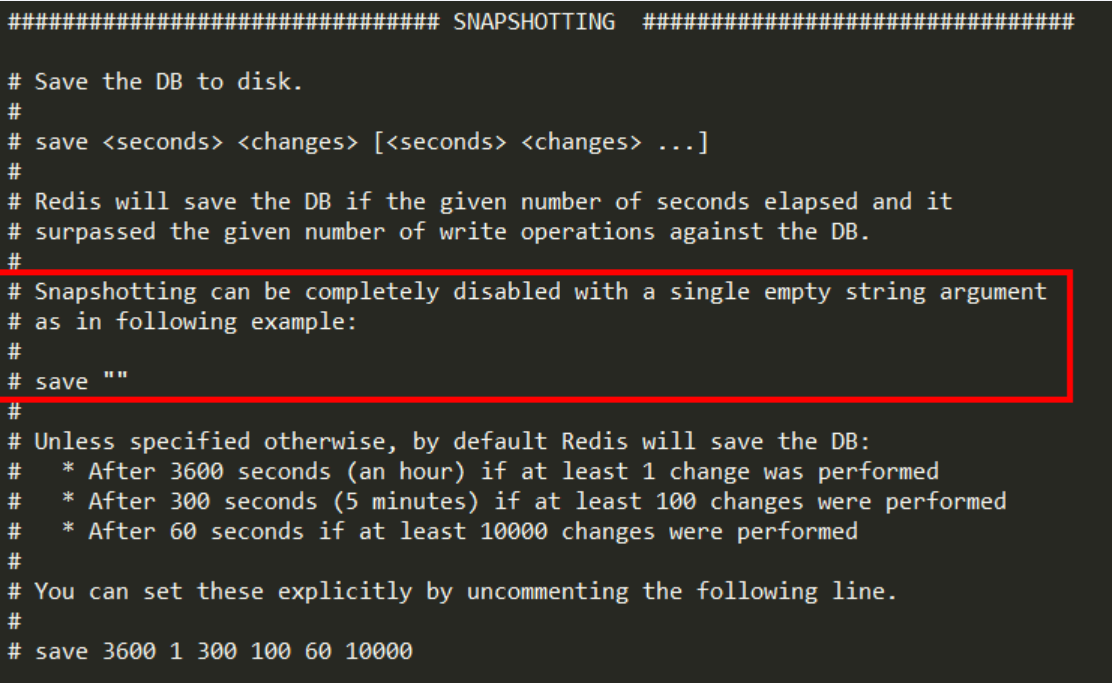 ################################ SNAPSHOTTING  ################################
# Save the DB to disk.
#
# save <seconds> <changes> [<seconds> <changes> ...]
#
# Redis will save the DB if the given number of seconds elapsed and it
# surpassed the given number of write operations against the DB.
#
# Snapshotting can be completely disabled with a single empty string argument
# as in following example:
#
# save ""
#
# Unless specified otherwise, by default Redis will save the DB:
#   * After 3600 seconds (an hour) if at least 1 change was performed
#   * After 300 seconds (5 minutes) if at least 100 changes were performed
#   * After 60 seconds if at least 10000 changes were performed
#
# You can set these explicitly by uncommenting the following line.
#
# save 3600 1 300 100 60 10000